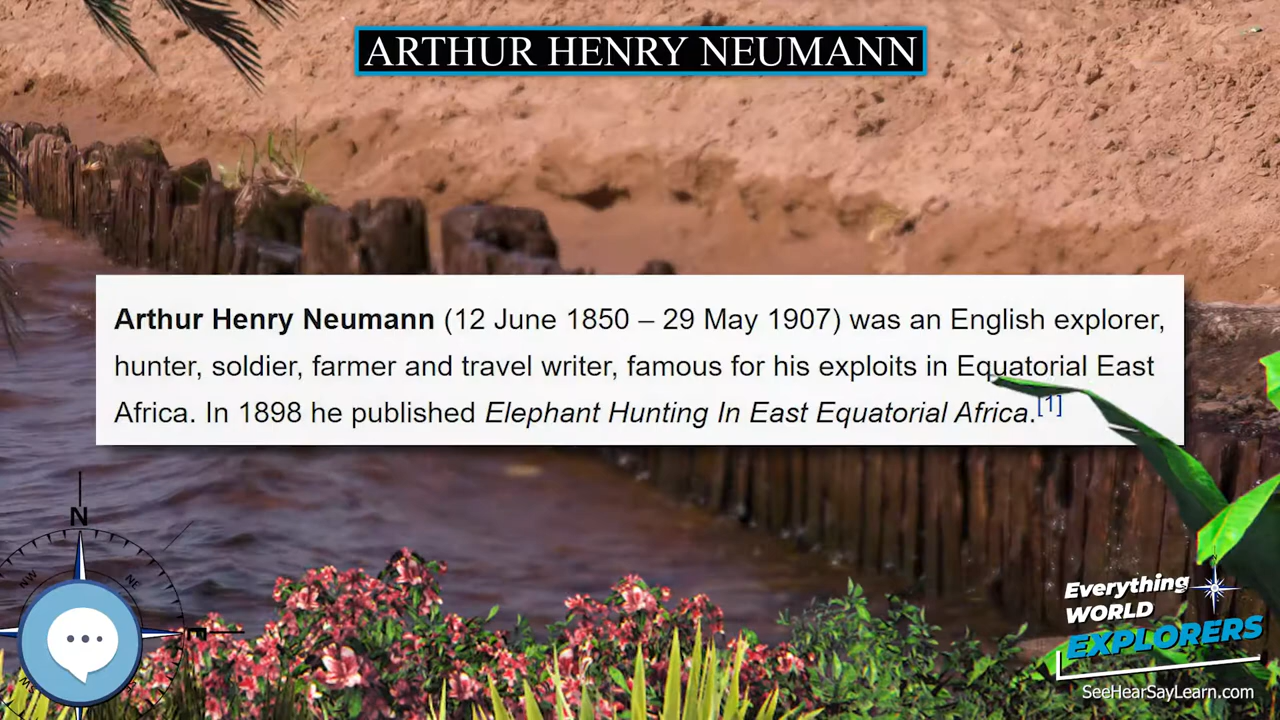 ARTHUR HENRY NEUMANN
Arthur Henry Neumann (12 June 1850 – 29 May 1907) was an English explorer,
hunter, soldier, farmer and travel writer, famous for his exploits in Equatorial East
Africa. In 1898 he published Elephant Hunting In East Equatorial Africa.[1]
N
NW
NE
E
Everything
WORLD
EXPLORERS
SeeHearSayLearn.com